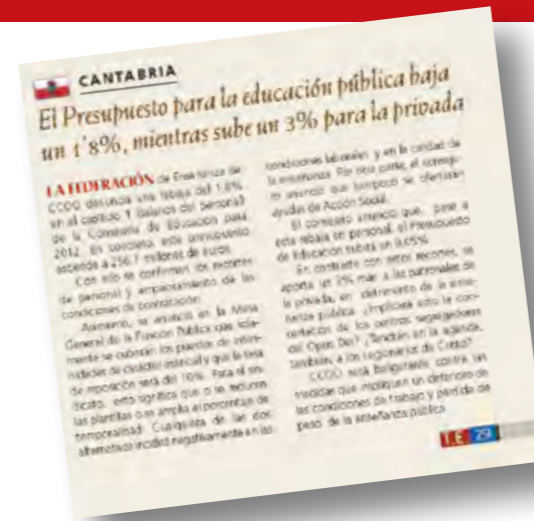 CANTABRIA
El Presupuesto para la educación pública baja
un 1´8%, mientras sube un 3% para la privada
LA FEDERACIÓN de Enseñanza de
CCOO denuncia una rebaja del 1,8%
en el capítulo 1 (salarios del personal)
de la Consejería de Educación para
2012. En concreto, este presupuesto
asciende a 256,7 millones de euros.
Con ello se confirman los recortes
de personal y empeoramiento de las
condiciones de contratación.
Asimismo, se anunció en la Mesa
General de la Función Pública que sola-
mente se cubrirán los puestos de interi-
nidades de carácter esencial y que la tasa
de reposición será del 10%. Para el sin-
dicato, esto significa que o se reducen
las plantillas o se amplía el porcentaje de
temporalidad. Cualquiera de las dos
alternativas incidirá negativamente en las
condiciones laborales y en la calidad de
la enseñanza. Por otra parte, el conseje-
ro anunció que tampoco se ofertarán
ayudas de Acción Social.
El consejero anunció que, pese a
esta rebaja en personal, el Presupuesto
de Educación subirá un 0,05%.
En contraste con estos recortes, se
aporta un 3% más a las patronales de
la privada, en detrimento de la ense-
ñanza pública. ¿Implicará esto la con-
certación de los centros segregadores
del Opus Dei? ¿Tendrán en la agenda,
también, a los Legionarios de Cristo?
CCOO está beligerante contra las
medidas que impliquen un deterioro de
las condiciones de trabajo y pérdida de
peso de la enseñanza pública.
T.E. 29